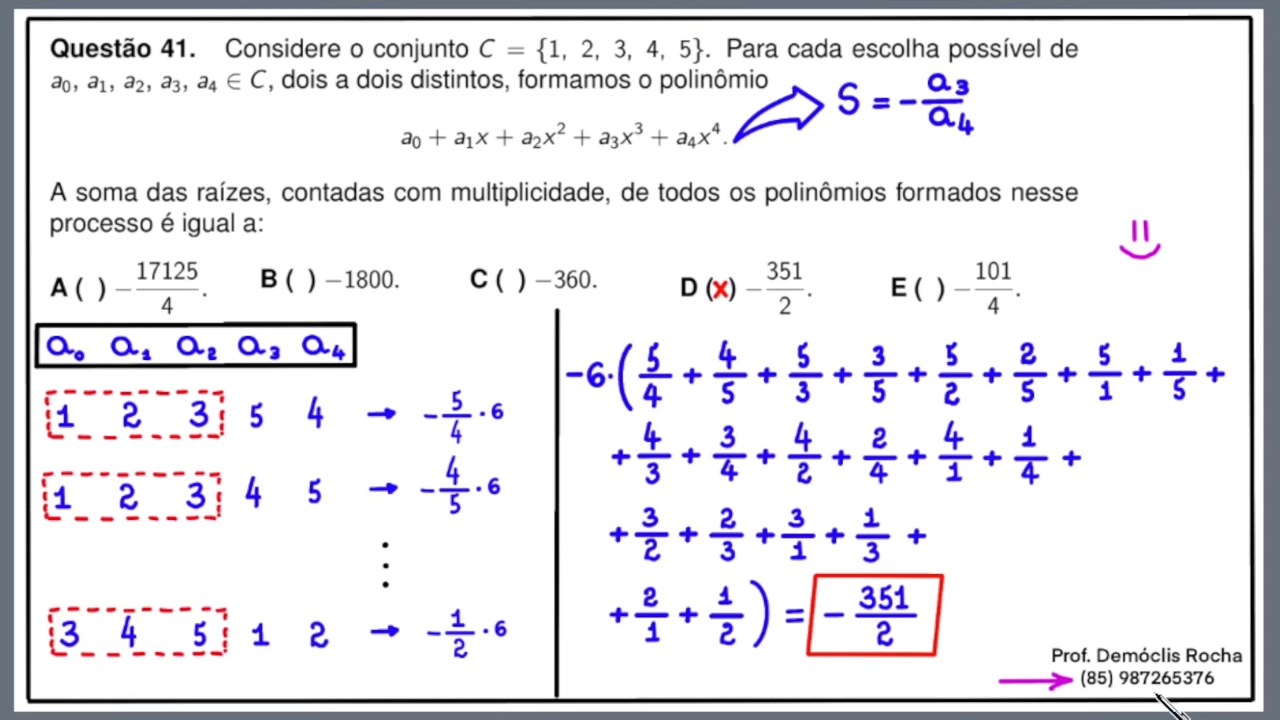 Questão 41. Considere o conjunto C = {1, 2, 3, 4, 5}. Para cada escolha possível de
a₀, a₁, a₂, a₃, a₄ ∈ C, dois a dois distintos, formamos o polinômio
S = -a₃/a₄
a₀ + a₁x + a₂x² + a₃x³ + a₄x⁴.
A soma das raízes, contadas com multiplicidade, de todos os polinômios formados nesse
processo é igual a:
A ( ) −17125/4. B ( ) −1800. C ( ) −360. D (x) −351/2. E ( ) −101/4.
a₀ a₁ a₂ a₃ a₄
1 2 3 5 4 → -5/4 · 6
1 2 3 4 5 → -4/5 · 6
⋮
3 4 5 1 2 → -1/2 · 6
-6·(5/4 + 4/5 + 5/3 + 3/5 + 5/2 + 2/5 + 5/1 + 1/5 +
+ 4/3 + 3/4 + 4/2 + 2/4 + 4/1 + 1/4 +
+ 3/2 + 2/3 + 3/1 + 1/3 +
+ 2/1 + 1/2) = -351/2
Prof. Demóclis Rocha
(85) 987265376